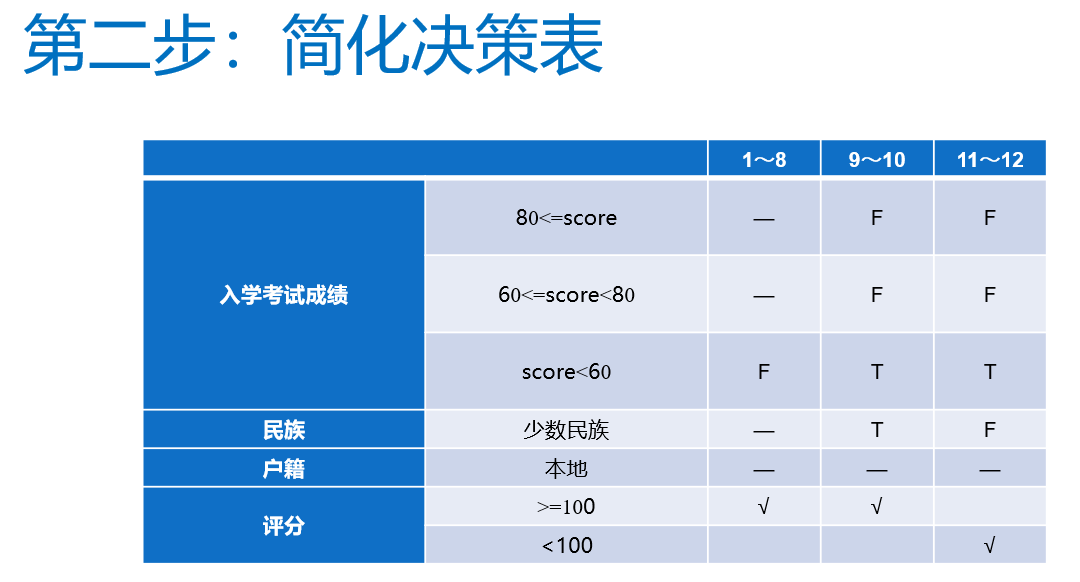 第二步：简化决策表
1～8 9～10 11～12
入学考试成绩 80<=score — F F
60<=score<80 — F F
score<60 F T T
民族 少数民族 — T F
户籍 本地 — — —
评分 >=100 √ √
<100 √